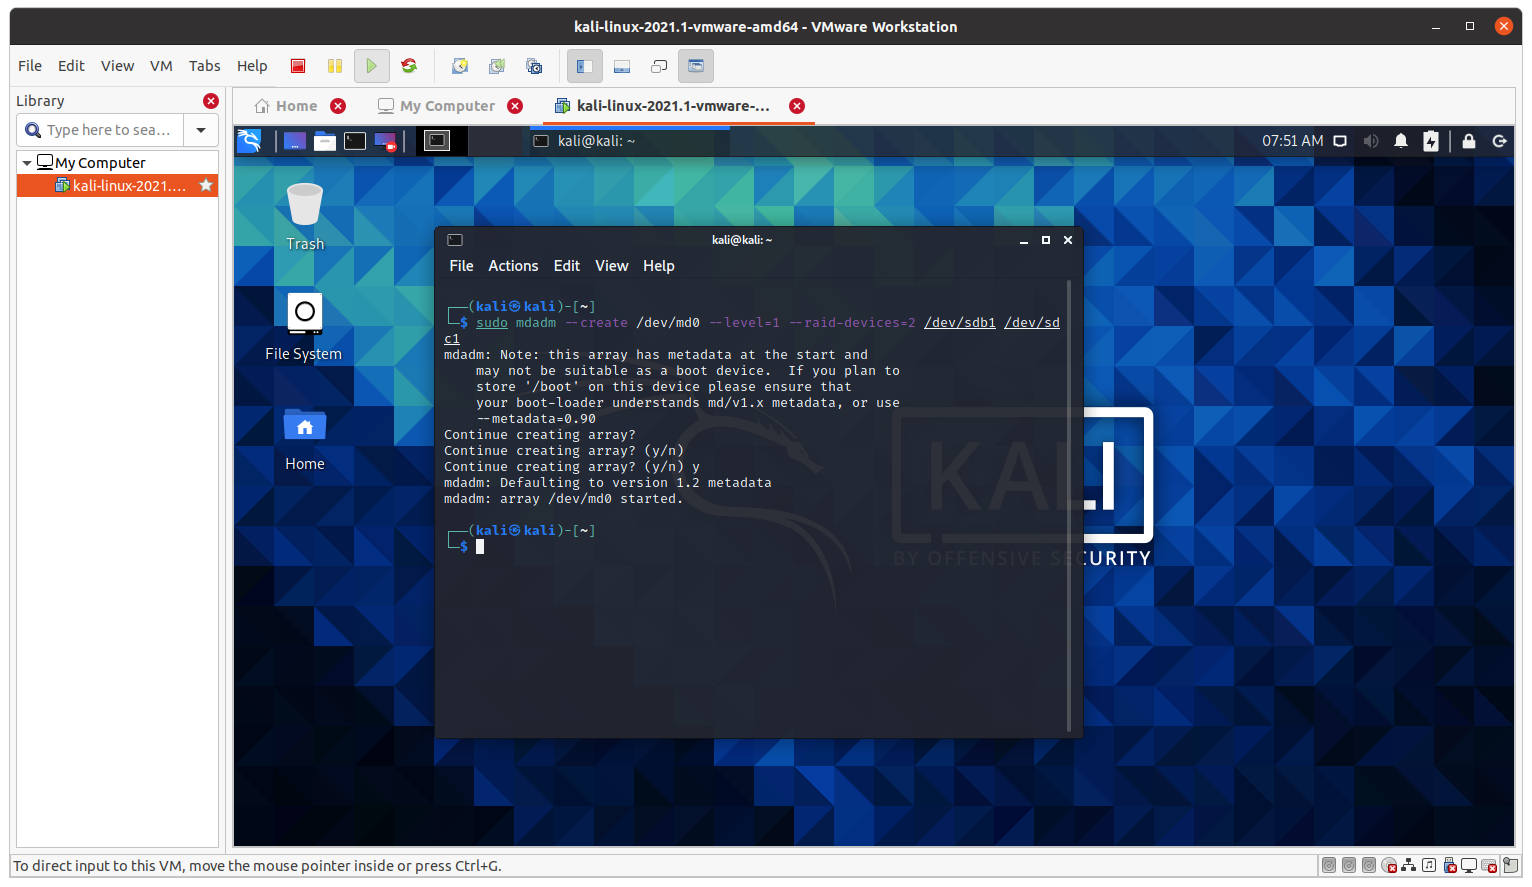 kali-linux-2021.1-vmware-amd64 - VMware Workstation
File Edit View VM Tabs Help
Library
Type here to sea...
My Computer
kali-linux-2021....
Home
My Computer
kali-linux-2021.1-vmware-...
kali@kali: ~
07:51 AM
Trash
File System
Home
kali@kali: ~
File Actions Edit View Help
┌──(kali㉿kali)-[~]
└─$ sudo mdadm --create /dev/md0 --level=1 --raid-devices=2 /dev/sdb1 /dev/sd
c1
mdadm: Note: this array has metadata at the start and
may not be suitable as a boot device.  If you plan to
store '/boot' on this device please ensure that
your boot-loader understands md/v1.x metadata, or use
--metadata=0.90
Continue creating array?
Continue creating array? (y/n)
Continue creating array? (y/n) y
mdadm: Defaulting to version 1.2 metadata
mdadm: array /dev/md0 started.
┌──(kali㉿kali)-[~]
└─$
KALI
BY OFFENSIVE SECURITY
To direct input to this VM, move the mouse pointer inside or press Ctrl+G.